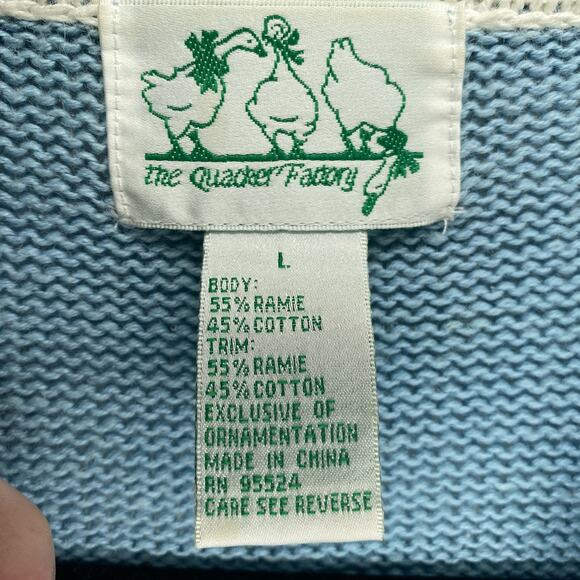 the Quacker Factory
L
BODY:
55% RAMIE
45% COTTON
TRIM:
55% RAMIE
45% COTTON
EXCLUSIVE OF
ORNAMENTATION
MADE IN CHINA
RN 95524
CARE SEE REVERSE